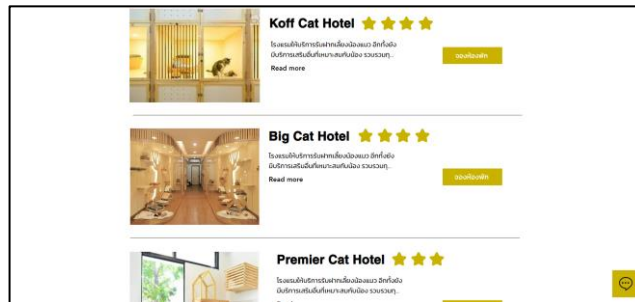 Koff Cat Hotel
โรงแรมให้บริการรับฝากเลี้ยงน้องแมว อีกทั้งยัง
มีบริการเสริมอื่นที่เหมาะสมกับน้อง รวบรวมทุ..
Read more
จองห้องพัก
Big Cat Hotel
โรงแรมให้บริการรับฝากเลี้ยงน้องแมว อีกทั้งยัง
มีบริการเสริมอื่นที่เหมาะสมกับน้อง รวบรวมทุ..
Read more
จองห้องพัก
Premier Cat Hotel
โรงแรมให้บริการรับฝากเลี้ยงน้องแมว อีกทั้งยัง
มีบริการเสริมอื่นที่เหมาะสมกับน้อง รวบรวมทุ..